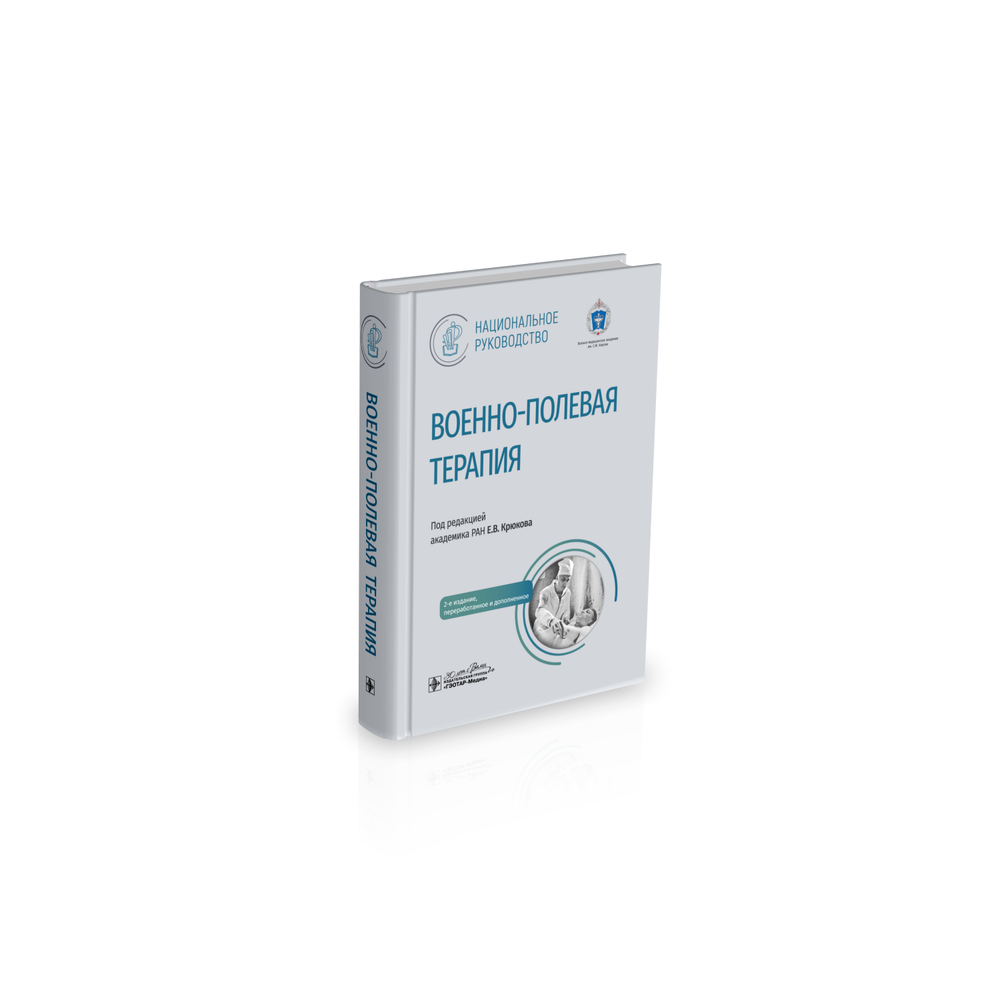 НАЦИОНАЛЬНОЕ
РУКОВОДСТВО
Военно-медицинская академия
им. С.М. Кирова
ВОЕННО-ПОЛЕВАЯ
ТЕРАПИЯ
Под редакцией
академика РАН Е.В. Крюкова
2-е издание,
переработанное и дополненное
30 лет с Вами
ИЗДАТЕЛЬСКАЯ ГРУППА
«ГЭОТАР-Медиа»
ВОЕННО-ПОЛЕВАЯ ТЕРАПИЯ